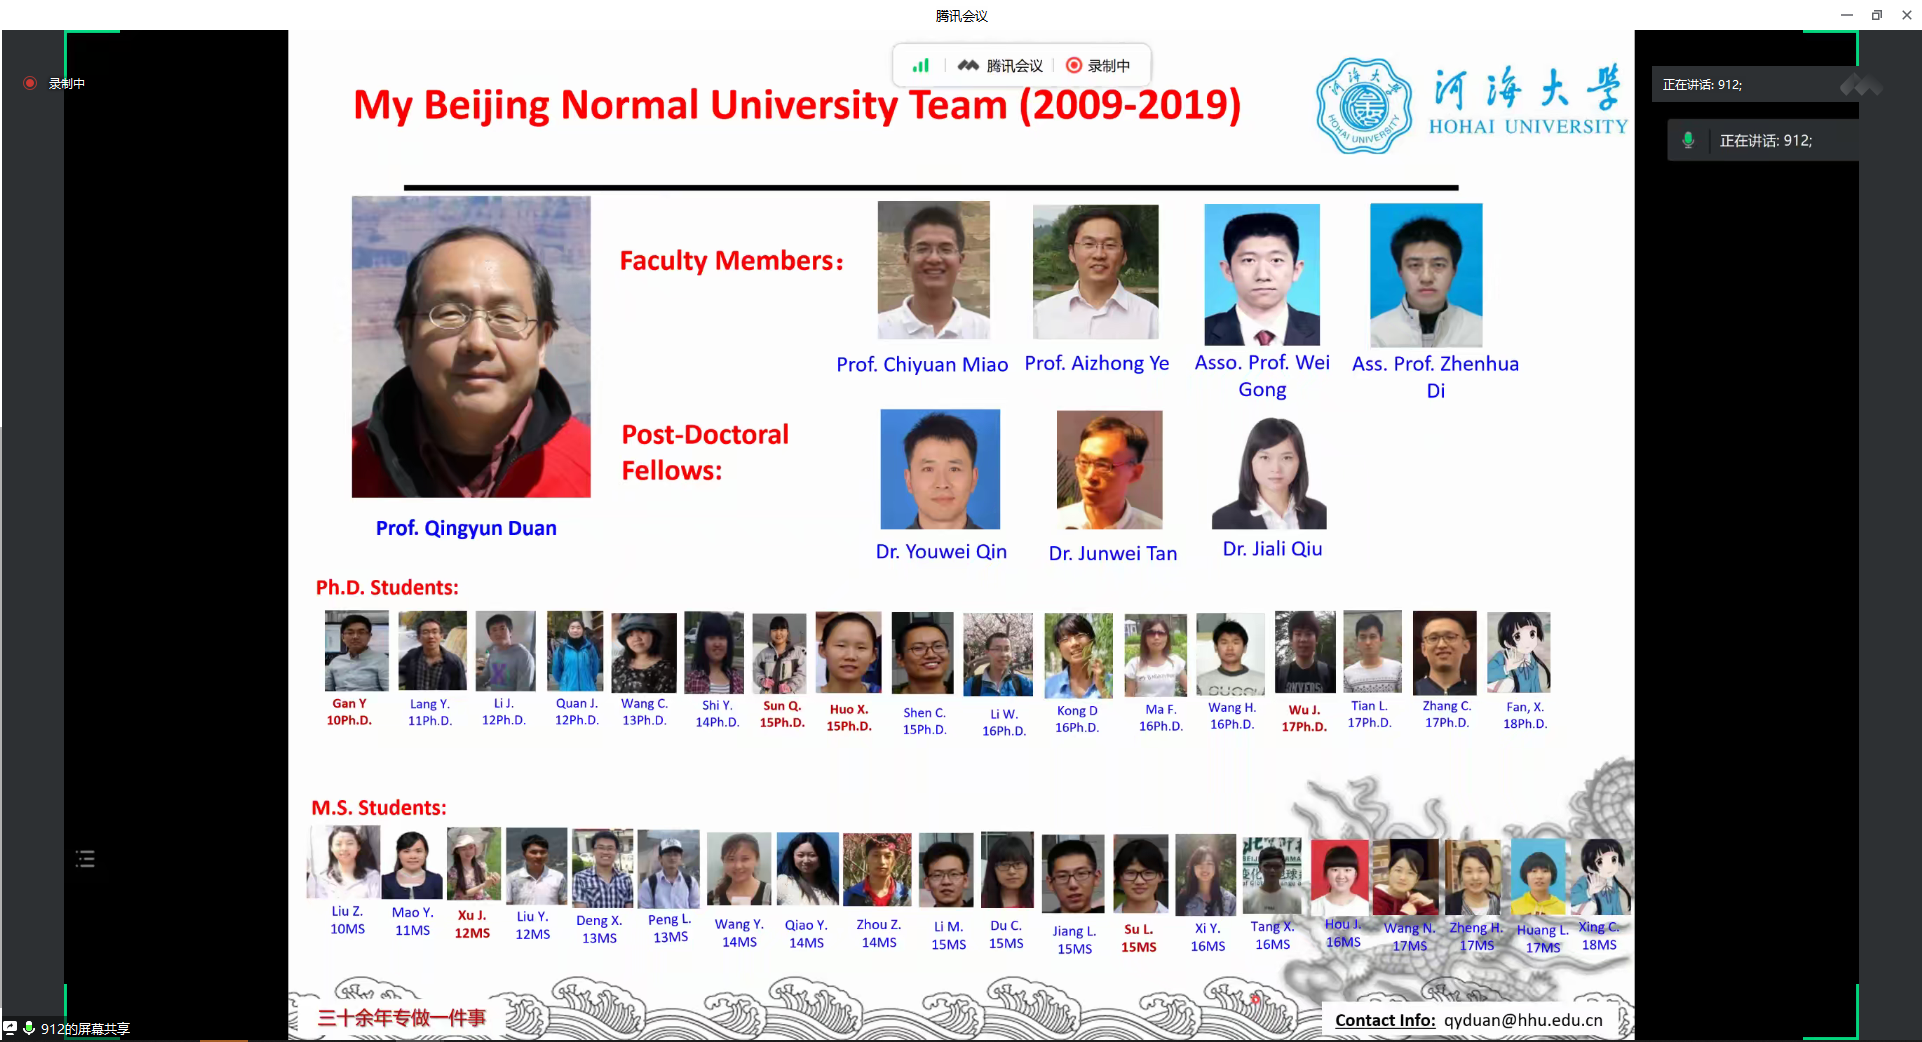 腾讯会议
录制中
腾讯会议 录制中
正在讲话: 912;
正在讲话: 912;
My Beijing Normal University Team (2009-2019)
河海大学
HOHAI UNIVERSITY
河海大
HOHAI UNIVERSITY
Faculty Members:
Prof. Chiyuan Miao
Prof. Aizhong Ye
Asso. Prof. Wei
Gong
Ass. Prof. Zhenhua
Di
Post-Doctoral
Fellows:
Prof. Qingyun Duan
Dr. Youwei Qin
Dr. Junwei Tan
Dr. Jiali Qiu
Ph.D. Students:
Gan Y
10Ph.D.
Lang Y.
11Ph.D.
Li J.
12Ph.D.
Quan J.
12Ph.D.
Wang C.
13Ph.D.
Shi Y.
14Ph.D.
Sun Q.
15Ph.D.
Huo X.
15Ph.D.
Shen C.
15Ph.D.
Li W.
16Ph.D.
Kong D
16Ph.D.
Ma F.
16Ph.D.
Wang H.
16Ph.D.
Wu J.
17Ph.D.
Tian L.
17Ph.D.
Zhang C.
17Ph.D.
Fan, X.
18Ph.D.
M.S. Students:
Liu Z.
10MS
Mao Y.
11MS
Xu J.
12MS
Liu Y.
12MS
Deng X.
13MS
Peng L.
13MS
Wang Y.
14MS
Qiao Y.
14MS
Zhou Z.
14MS
Li M.
15MS
Du C.
15MS
Jiang L.
15MS
Su L.
15MS
Xi Y.
16MS
Tang X.
16MS
Hou J.
16MS
Wang N.
17MS
Zheng H.
17MS
Huang L.
17MS
Xing C.
18MS
三十余年专做一件事
Contact Info: qyduan@hhu.edu.cn
912的屏幕共享